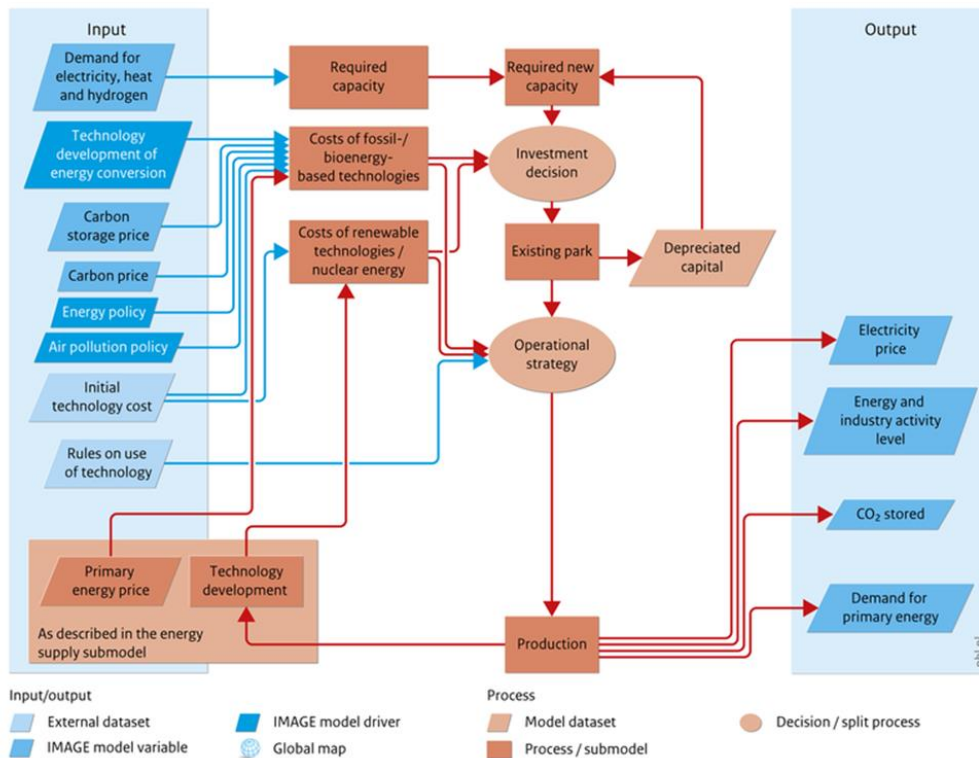 Input
Output
Demand for
electricity, heat
and hydrogen
Required
capacity
Required new
capacity
Technology
development of
energy conversion
Costs of fossil-/
bioenergy-
based technologies
Investment
decision
Carbon
storage price
Costs of renewable
technologies /
nuclear energy
Existing park
Depreciated
capital
Carbon price
Energy policy
Air pollution policy
Operational
strategy
Electricity
price
Initial
technology cost
Energy and
industry activity
level
Rules on use
of technology
CO₂ stored
Primary
energy price
Technology
development
Demand for
primary energy
As described in the energy
supply submodel
Production
Input/output
Process
External dataset
IMAGE model driver
Model dataset
Decision / split process
IMAGE model variable
Global map
Process / submodel